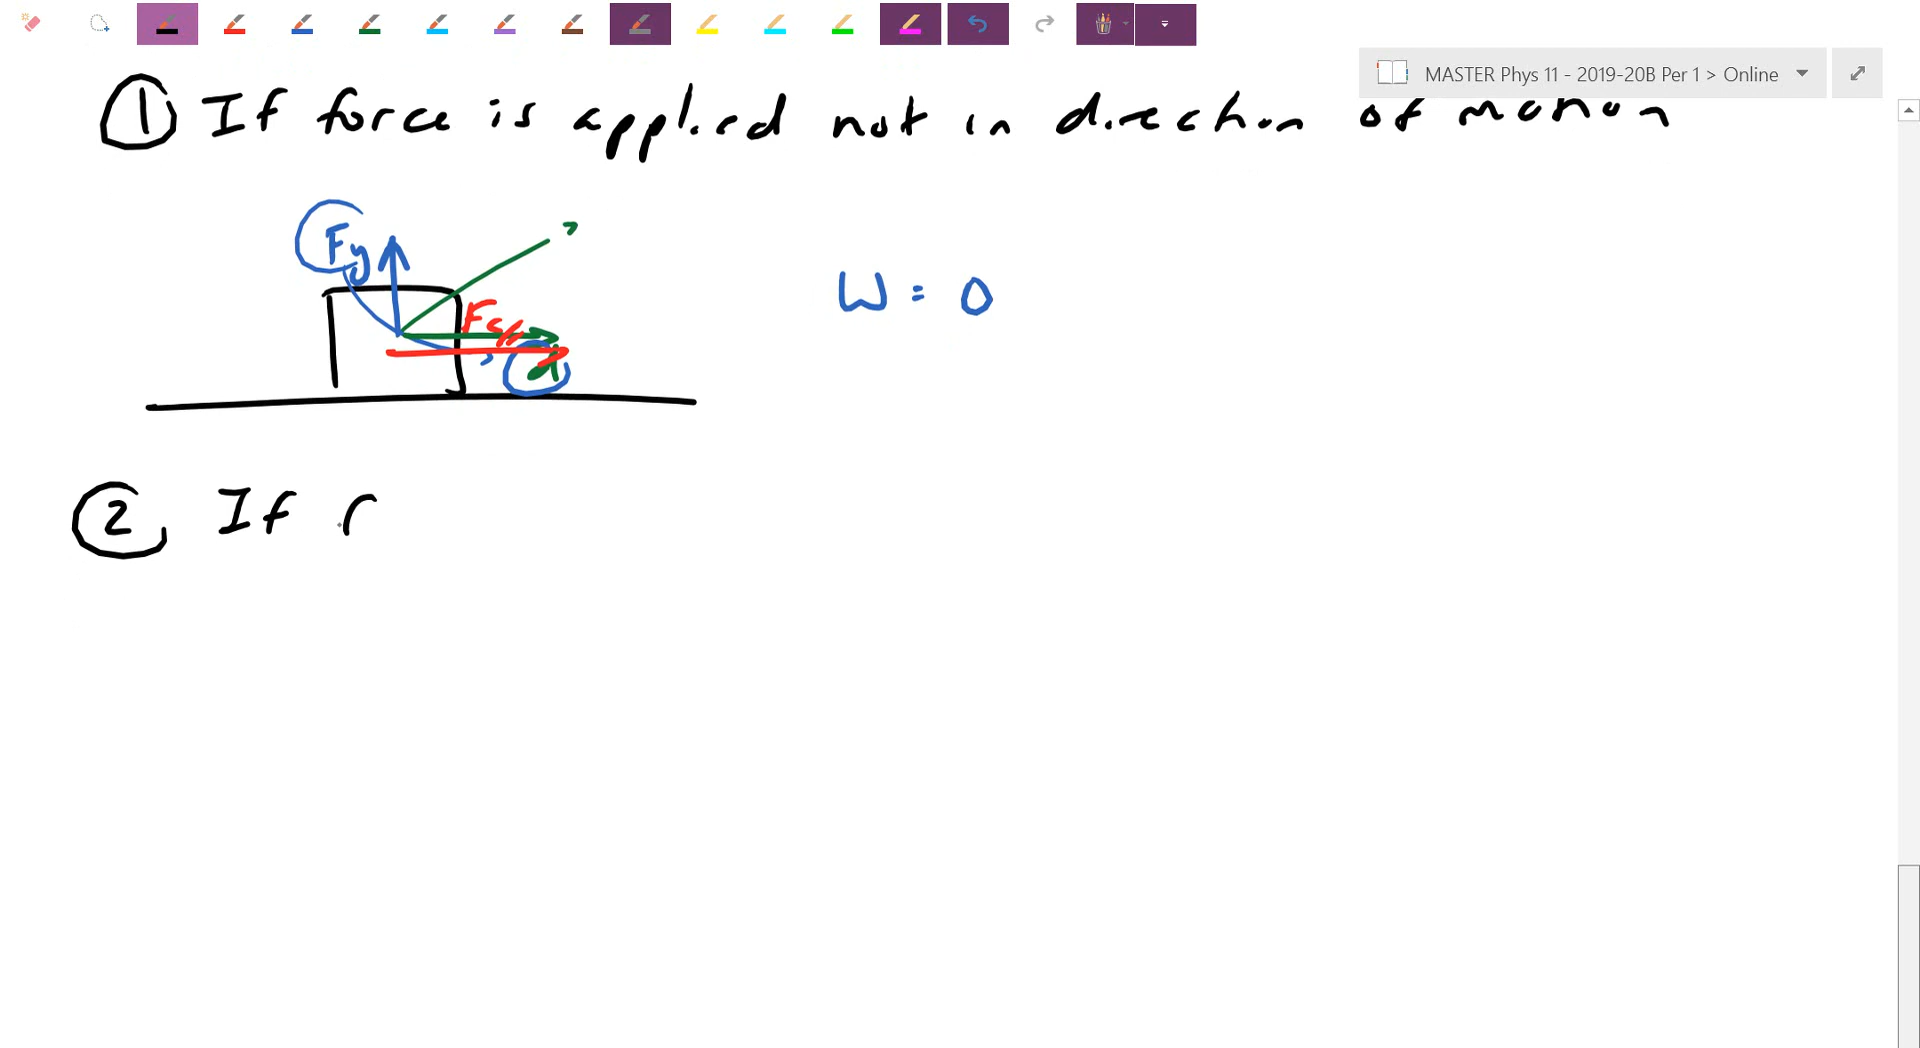 MASTER Phys 11 - 2019-20B Per 1 > Online
① If force is applied not in direction of motion
Fy
W = 0
d
② If